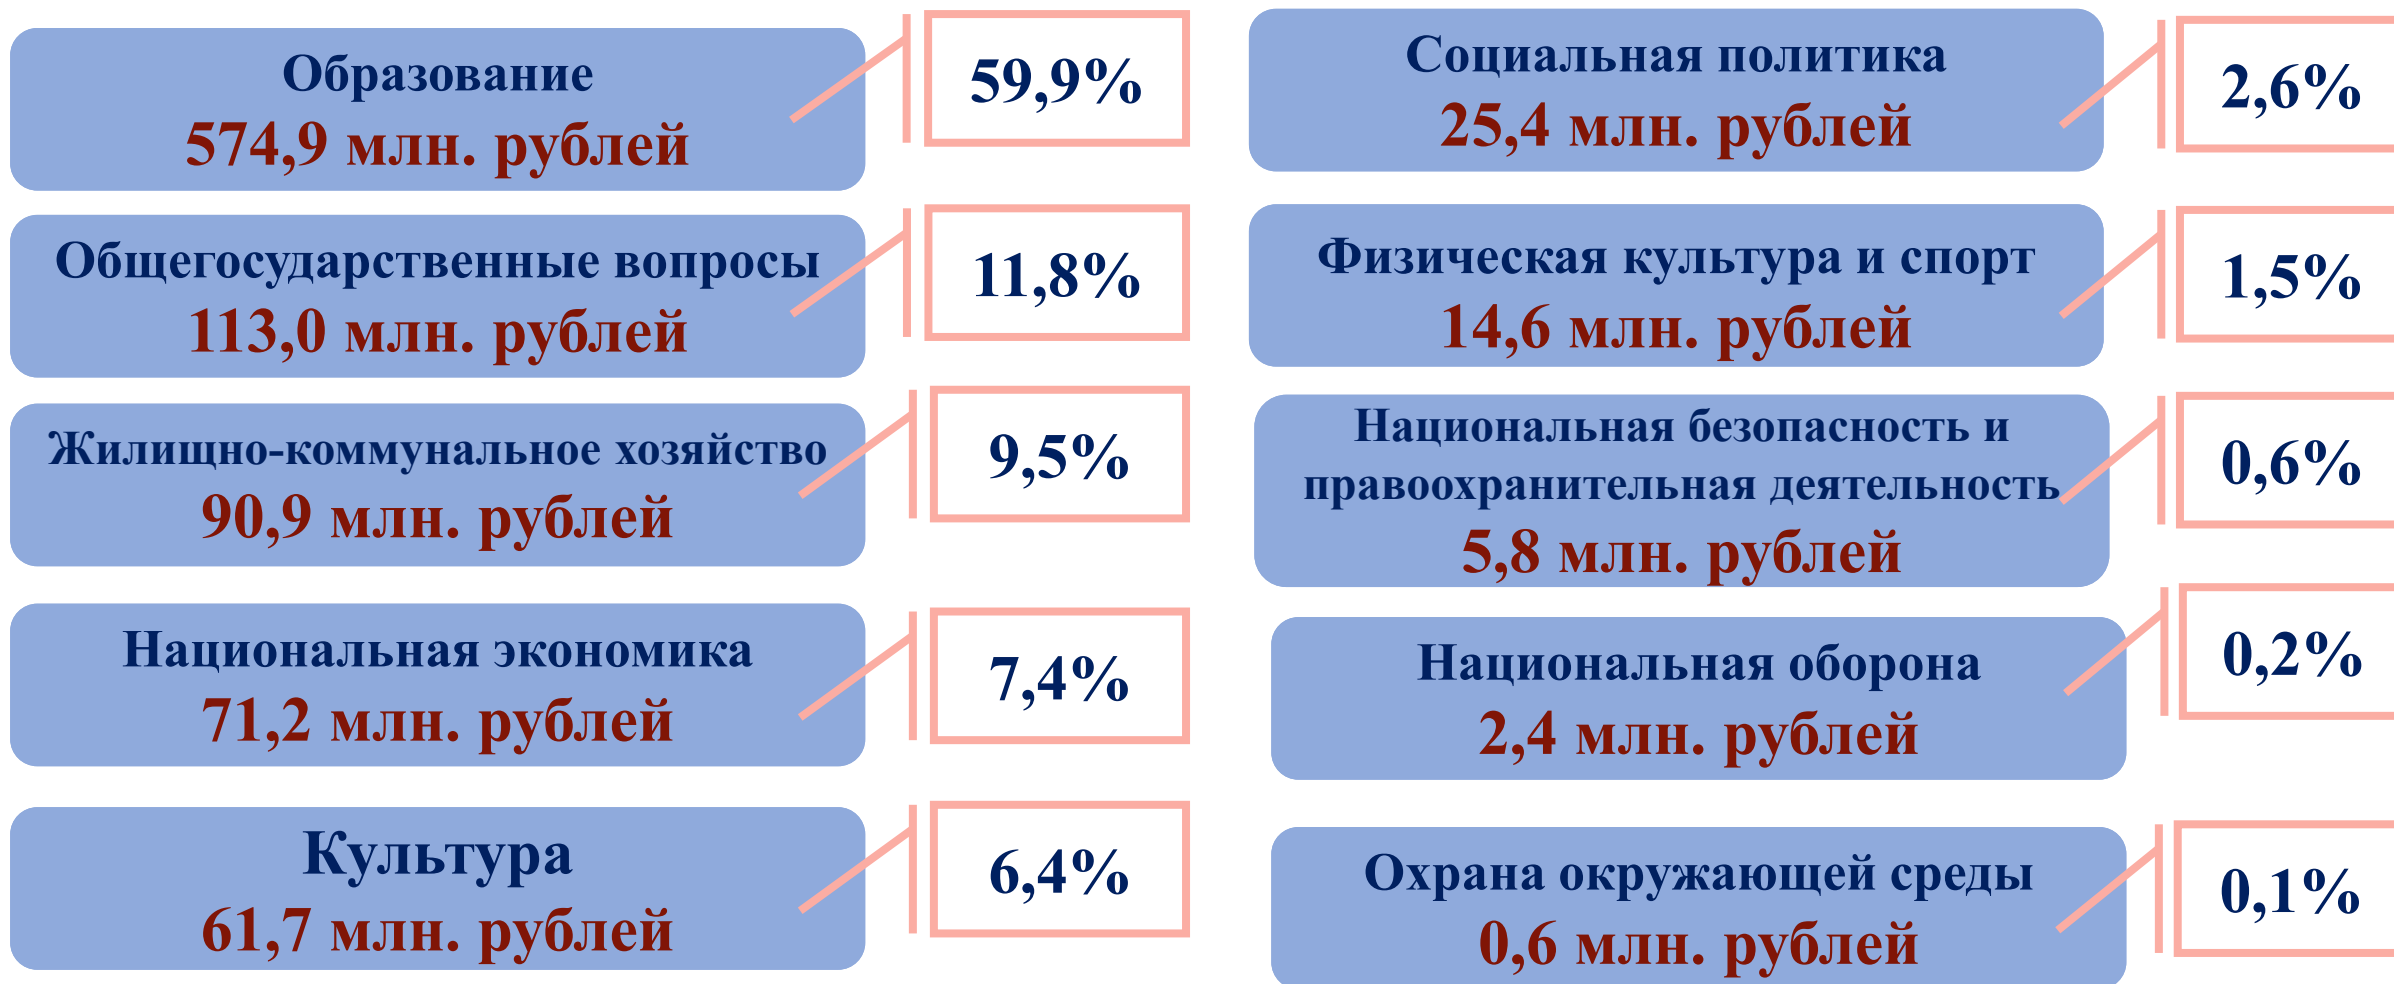 Образование
574,9 млн. рублей
59,9%
Общегосударственные вопросы
113,0 млн. рублей
11,8%
Жилищно-коммунальное хозяйство
90,9 млн. рублей
9,5%
Национальная экономика
71,2 млн. рублей
7,4%
Культура
61,7 млн. рублей
6,4%
Социальная политика
25,4 млн. рублей
2,6%
Физическая культура и спорт
14,6 млн. рублей
1,5%
Национальная безопасность и
правоохранительная деятельность
5,8 млн. рублей
0,6%
Национальная оборона
2,4 млн. рублей
0,2%
Охрана окружающей среды
0,6 млн. рублей
0,1%